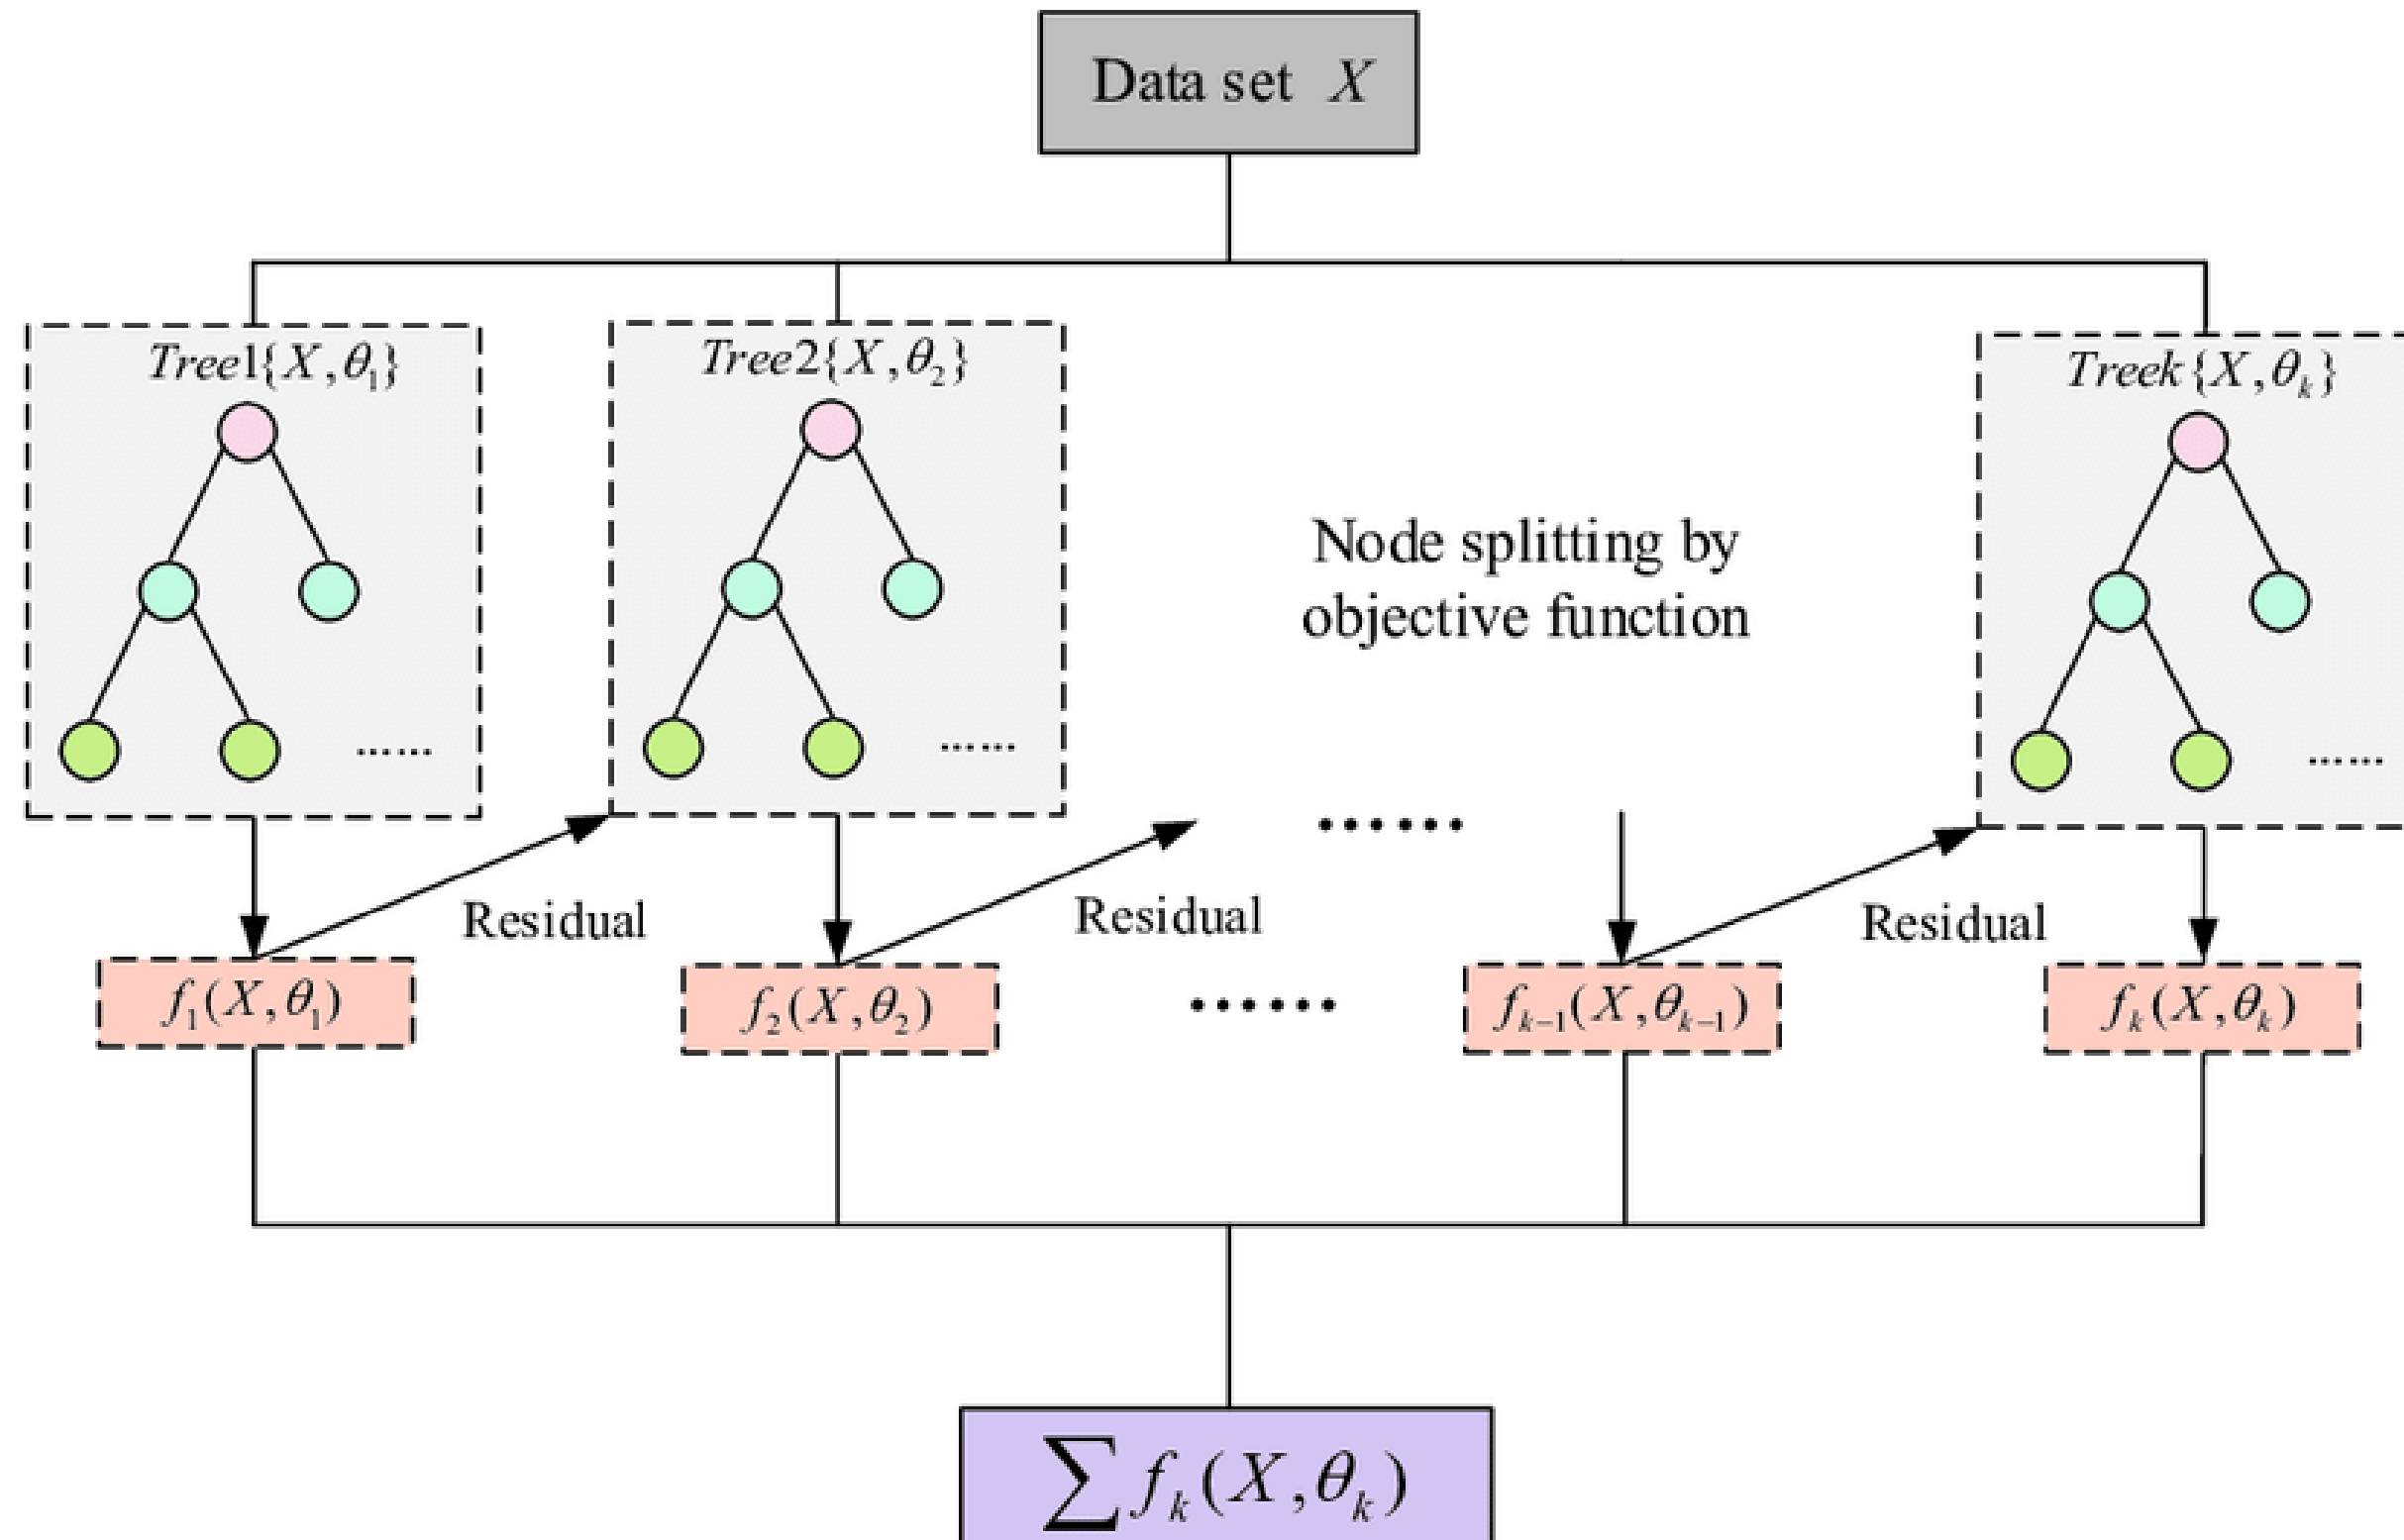 Data set X
Tree1{X,θ₁}
Tree2{X,θ₂}
Treek{X,θₖ}
Node splitting by
objective function
......
......
......
......
Residual
Residual
Residual
f₁(X,θ₁)
f₂(X,θ₂)
......
fₖ₋₁(X,θₖ₋₁)
fₖ(X,θₖ)
∑fₖ(X,θₖ)